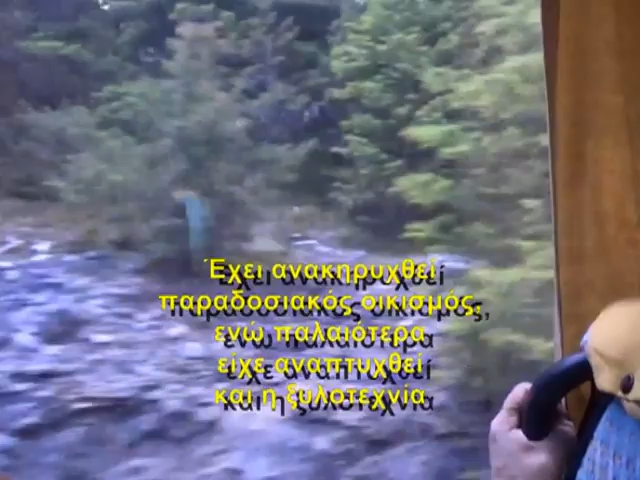 Έχει ανακηρυχθεί
παραδοσιακός οικισμός,
ενώ παλαιότερα
είχε αναπτυχθεί
και η ξυλοτεχνία